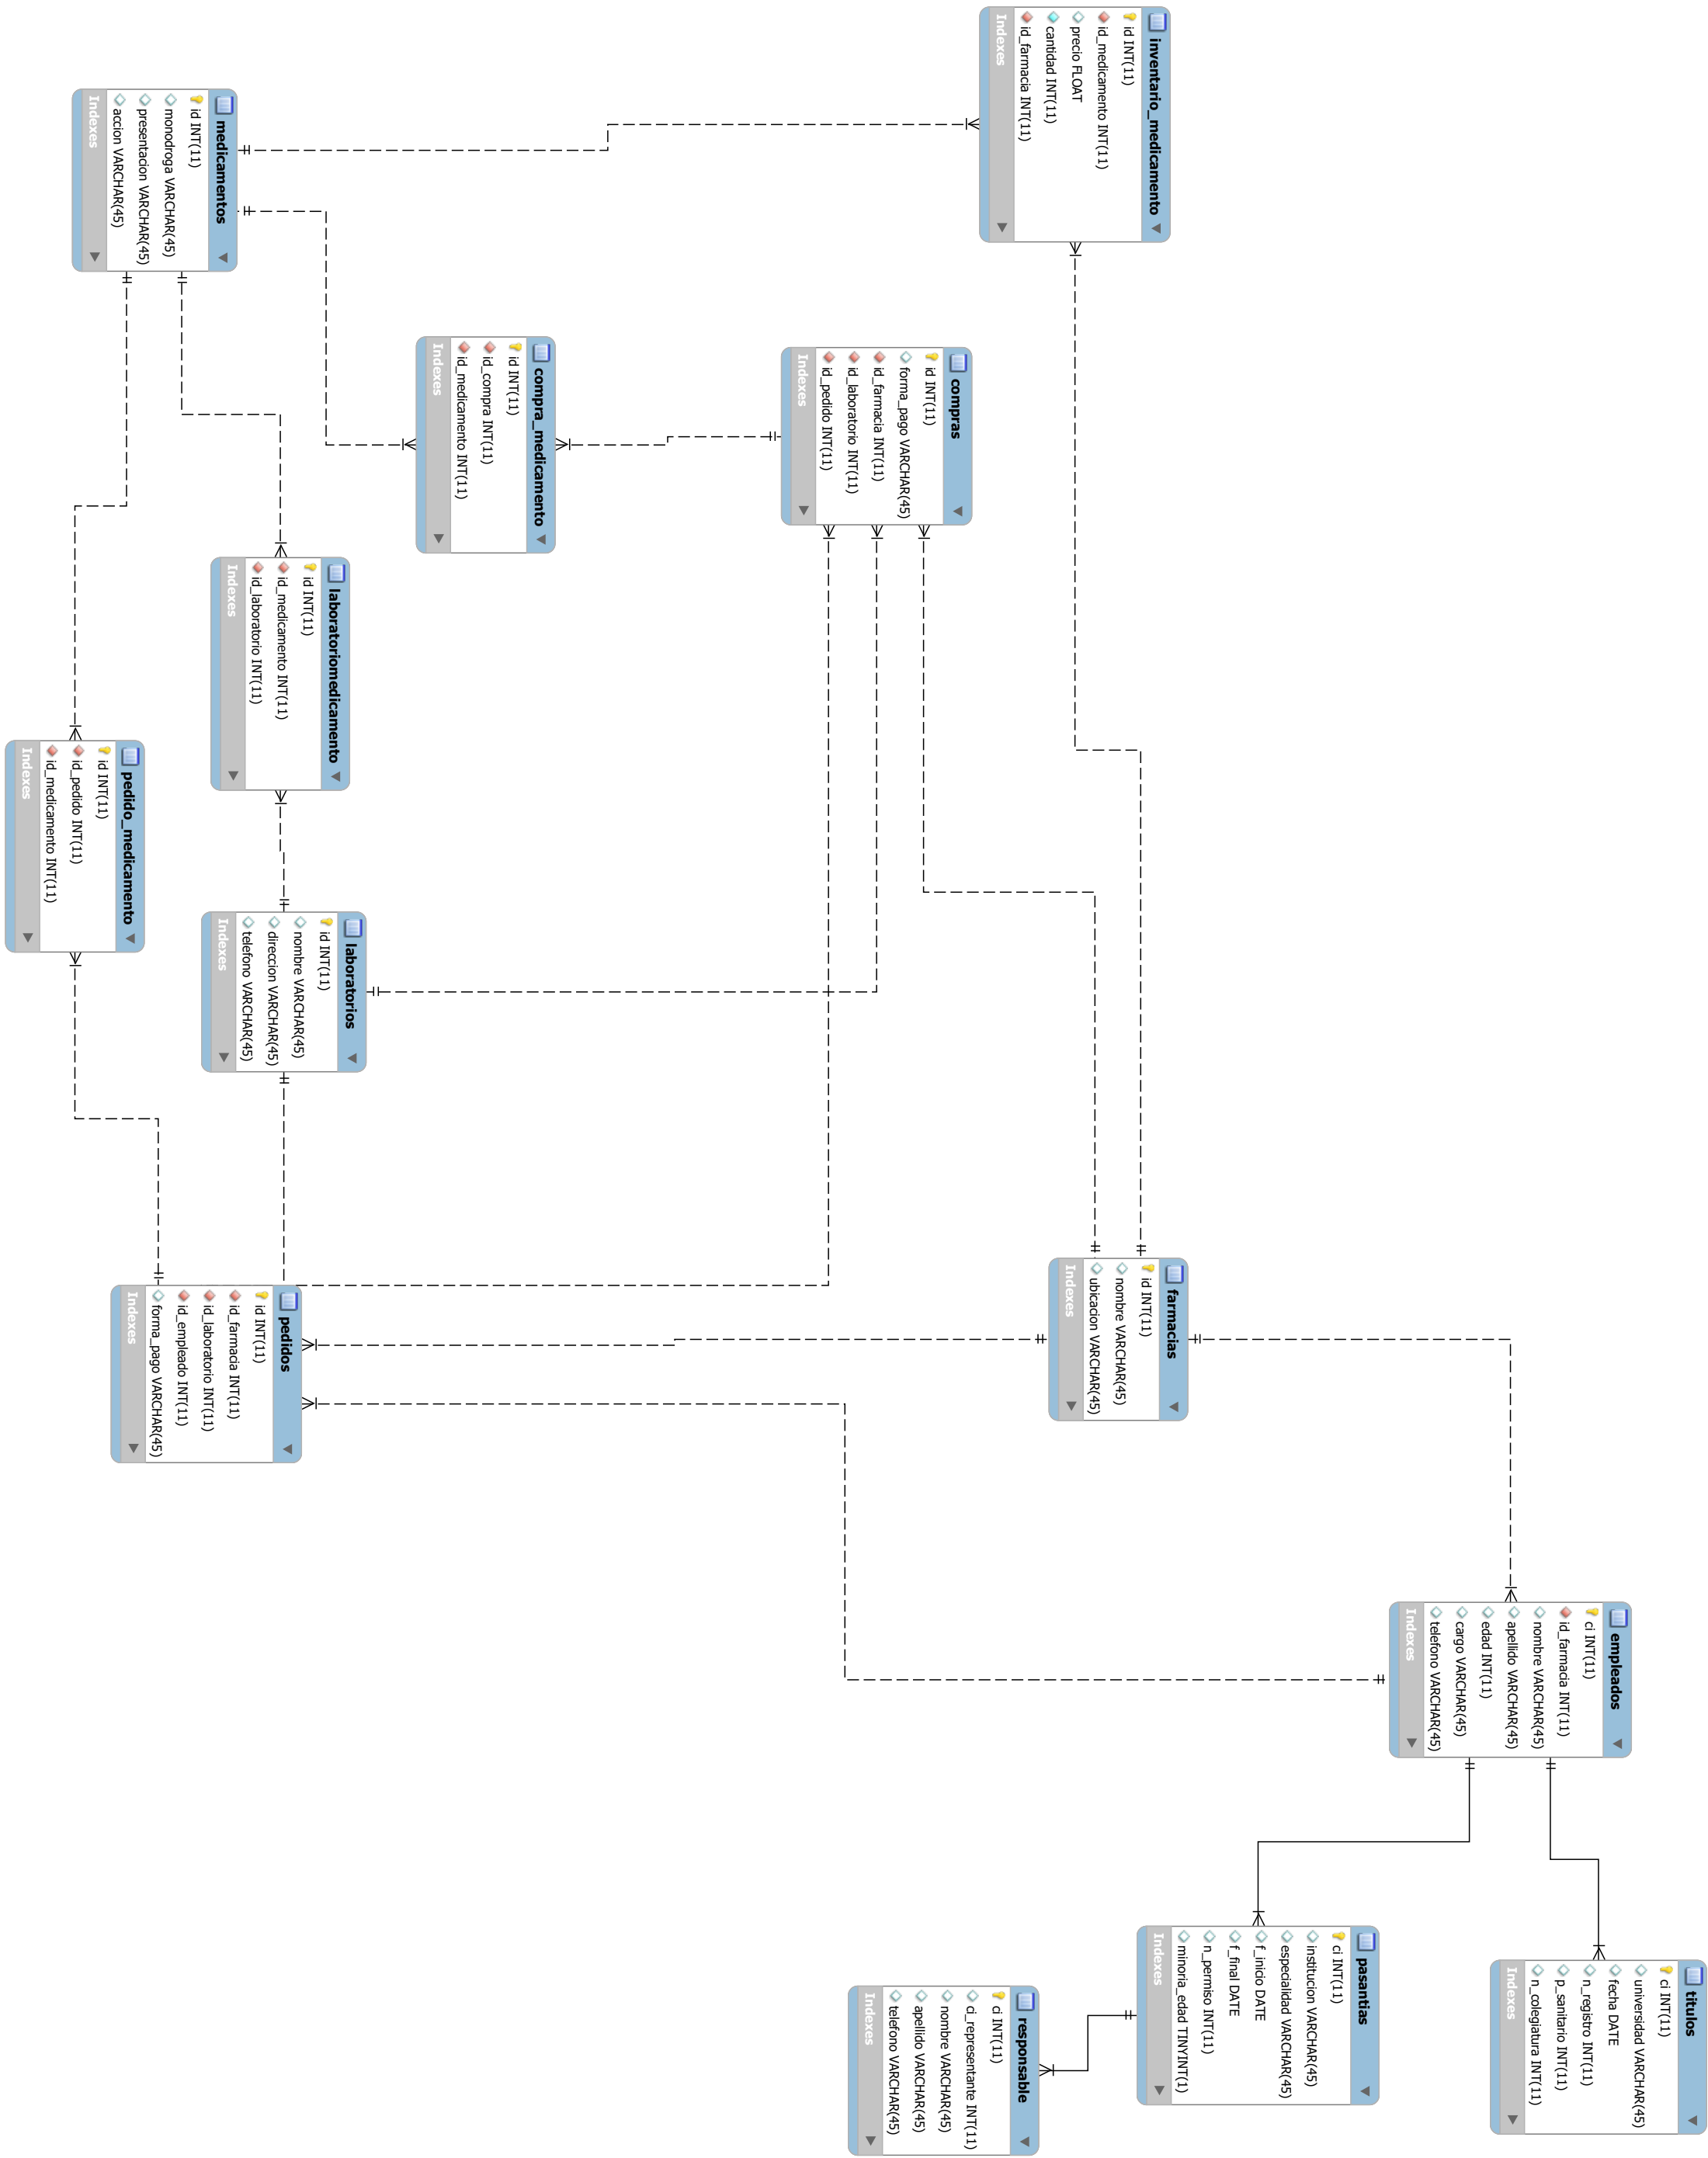 titulos
ci INT(11)
universidad VARCHAR(45)
fecha DATE
n_registro INT(11)
p_sanitario INT(11)
n_colegiatura INT(11)
Indexes
empleados
ci INT(11)
id_farmacia INT(11)
nombre VARCHAR(45)
apellido VARCHAR(45)
edad INT(11)
cargo VARCHAR(45)
telefono VARCHAR(45)
Indexes
pasantias
ci INT(11)
institucion VARCHAR(45)
especialidad VARCHAR(45)
f_inicio DATE
f_final DATE
n_permiso INT(11)
minoria_edad TINYINT(1)
Indexes
farmacias
id INT(11)
nombre VARCHAR(45)
ubicacion VARCHAR(45)
Indexes
inventario_medicamento
id INT(11)
id_medicamento INT(11)
precio FLOAT
cantidad INT(11)
id_farmacia INT(11)
Indexes
responsable
ci INT(11)
ci_representante INT(11)
nombre VARCHAR(45)
apellido VARCHAR(45)
telefono VARCHAR(45)
Indexes
compras
id INT(11)
forma_pago VARCHAR(45)
id_farmacia INT(11)
id_laboratorio INT(11)
id_pedido INT(11)
Indexes
compra_medicamento
id INT(11)
id_compra INT(11)
id_medicamento INT(11)
Indexes
laboratorios
id INT(11)
nombre VARCHAR(45)
direccion VARCHAR(45)
telefono VARCHAR(45)
Indexes
laboratoriomedicamento
id INT(11)
id_medicamento INT(11)
id_laboratorio INT(11)
Indexes
pedidos
id INT(11)
id_farmacia INT(11)
id_laboratorio INT(11)
id_empleado INT(11)
forma_pago VARCHAR(45)
Indexes
medicamentos
id INT(11)
monodroga VARCHAR(45)
presentacion VARCHAR(45)
accion VARCHAR(45)
Indexes
pedido_medicamento
id INT(11)
id_pedido INT(11)
id_medicamento INT(11)
Indexes